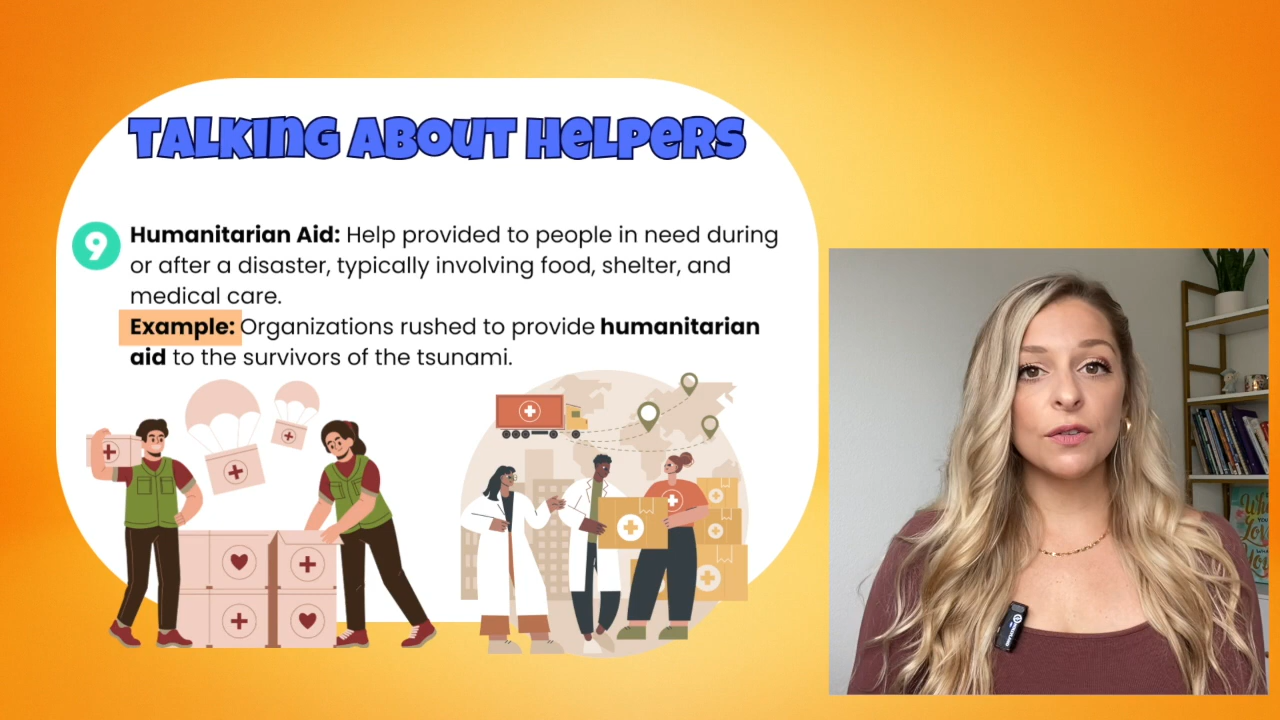 TALKING ABOUT HELPERS
9
Humanitarian Aid: Help provided to people in need during
or after a disaster, typically involving food, shelter, and
medical care.
Example: Organizations rushed to provide humanitarian
aid to the survivors of the tsunami.